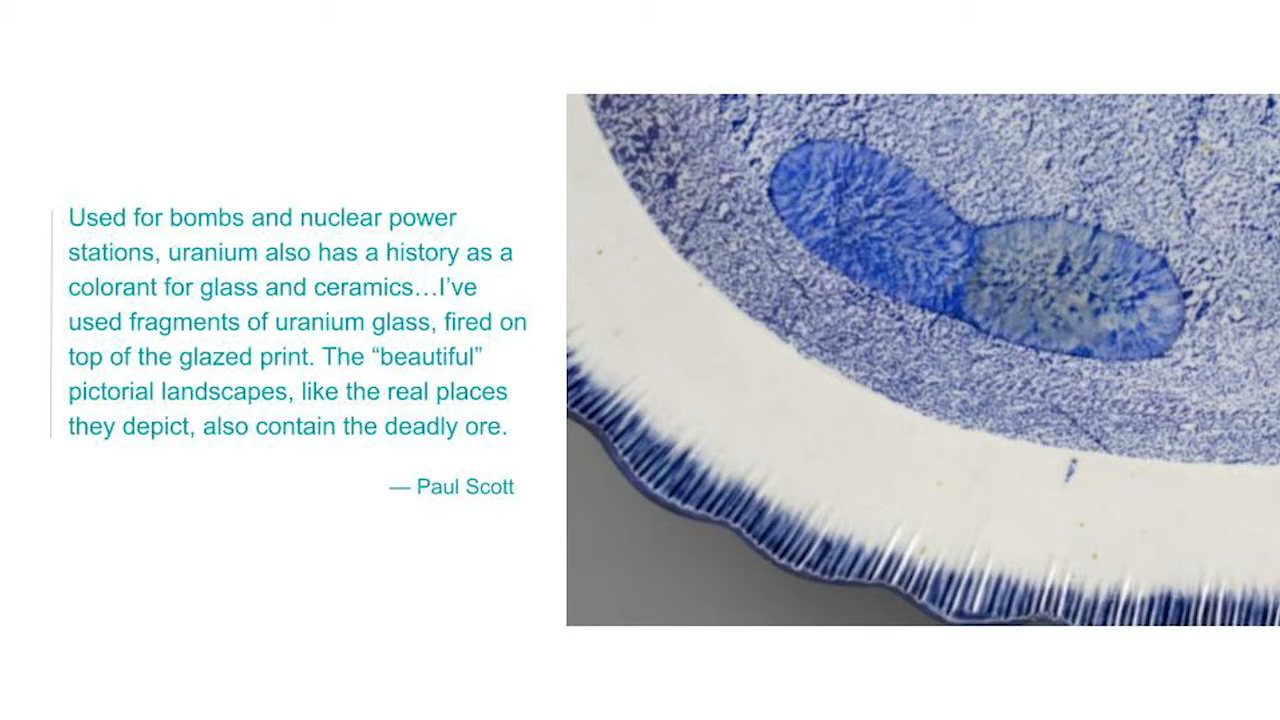 Used for bombs and nuclear power
stations, uranium also has a history as a
colorant for glass and ceramics…I’ve
used fragments of uranium glass, fired on
top of the glazed print. The “beautiful”
pictorial landscapes, like the real places
they depict, also contain the deadly ore.
— Paul Scott